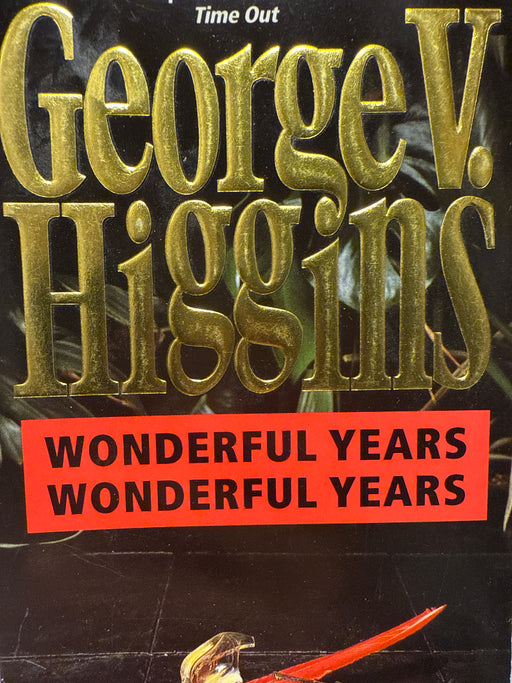 Time Out
George V.
Higgins
WONDERFUL YEARS
WONDERFUL YEARS